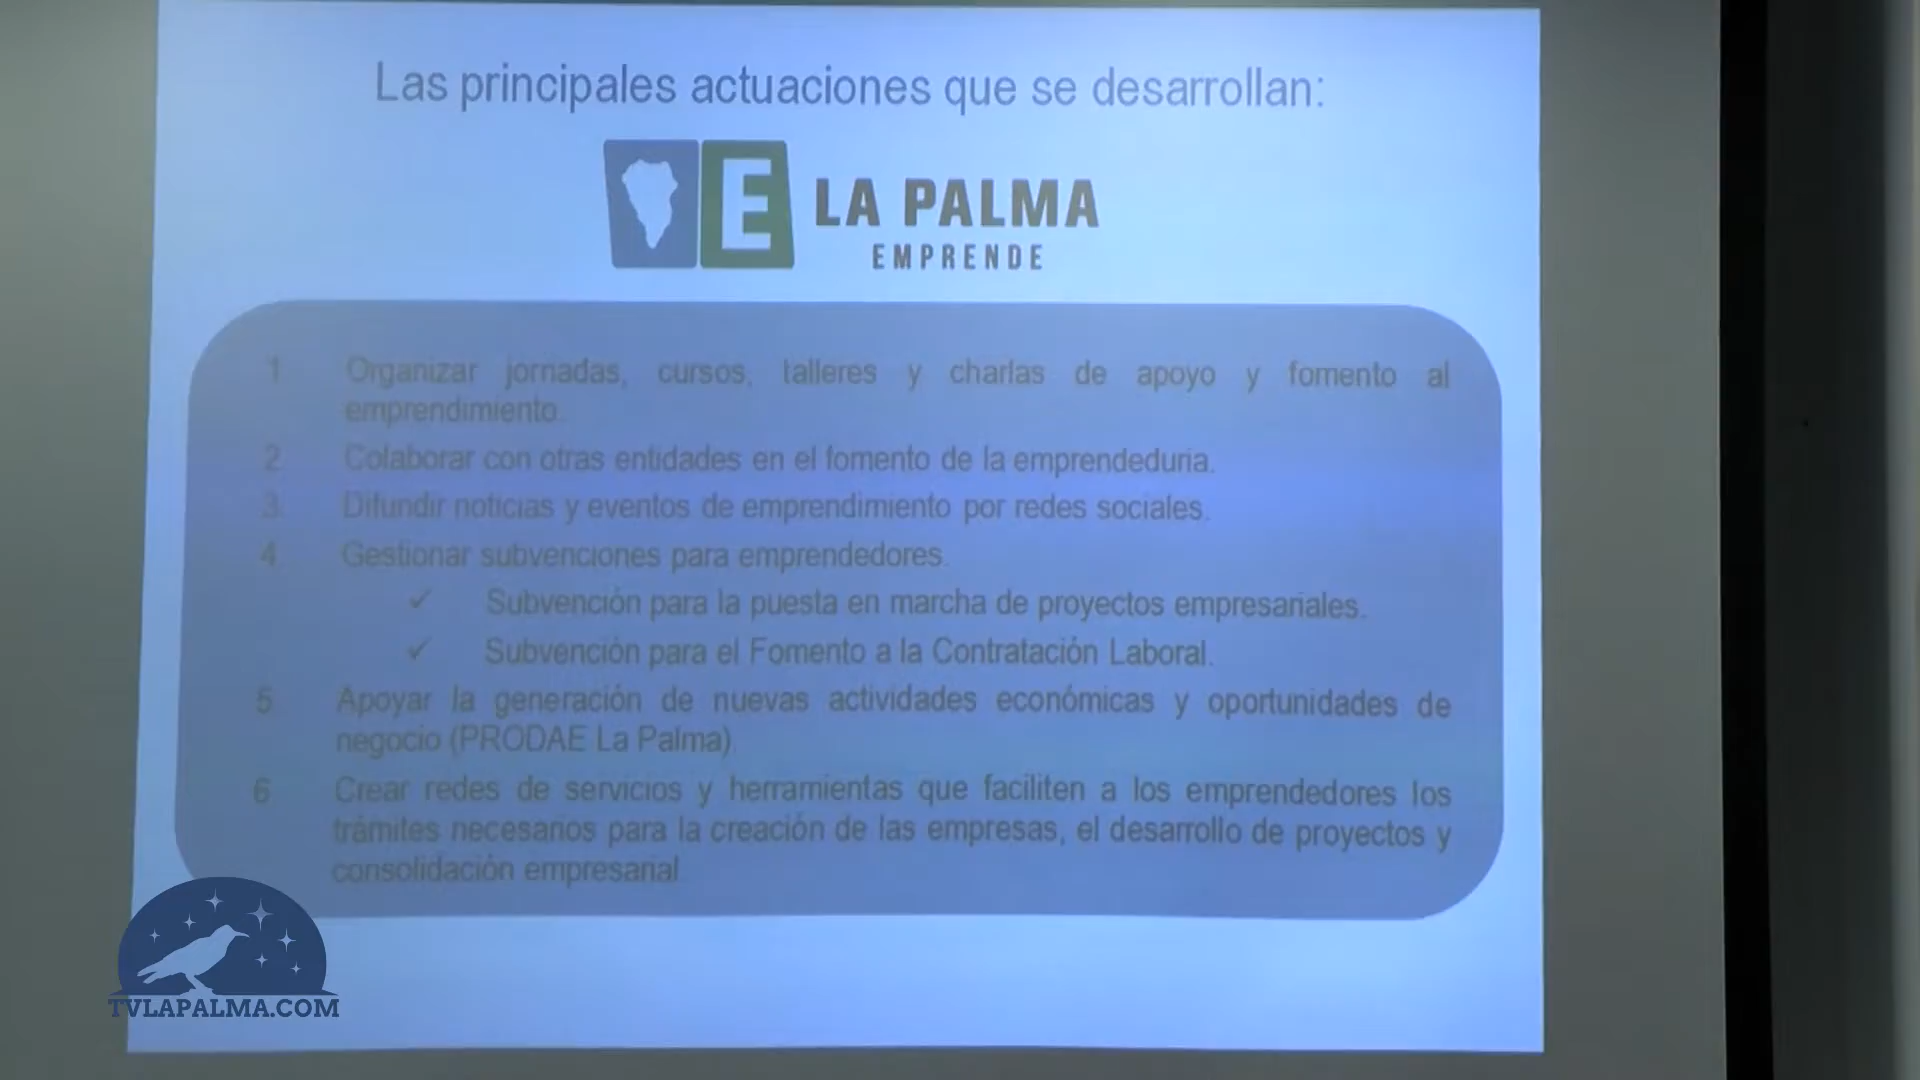 Las principales actuaciones que se desarrollan:
E LA PALMA
EMPRENDE
1 Organizar jornadas, cursos, talleres y charlas de apoyo y fomento al
emprendimiento.
2 Colaborar con otras entidades en el fomento de la emprendeduria.
3. Difundir noticias y eventos de emprendimiento por redes sociales.
4 Gestionar subvenciones para emprendedores.
✓ Subvención para la puesta en marcha de proyectos empresariales.
✓ Subvención para el Fomento a la Contratación Laboral.
5 Apoyar la generación de nuevas actividades económicas y oportunidades de
negocio (PRODAE La Palma)
6 Crear redes de servicios y herramientas que faciliten a los emprendedores los
trámites necesarios para la creación de las empresas, el desarrollo de proyectos y
consolidación empresarial
TVLAPALMA.COM